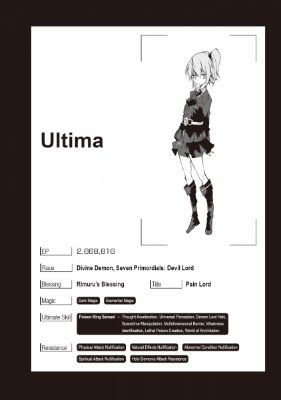 Ultima
EP 2,668,816
Race Divine Demon, Seven Primordials; Devil Lord
Blessing Rimuru's Blessing Title Pain Lord
Magic Dark Magic Elemental Magic
Ultimate Skill Poison King Samael ... Thought Acceleration, Universal Perception, Demon Lord Haki,
Spacetime Manipulation, Multidimensional Barrier, Weakness
Identification, Lethal Poison Creation, World of Annihilation
Resistance Physical Attack Nullification Natural Effects Nullification Abnormal Condition Nullification
Spiritual Attack Nullification Holy-Demonic Attack Resistance